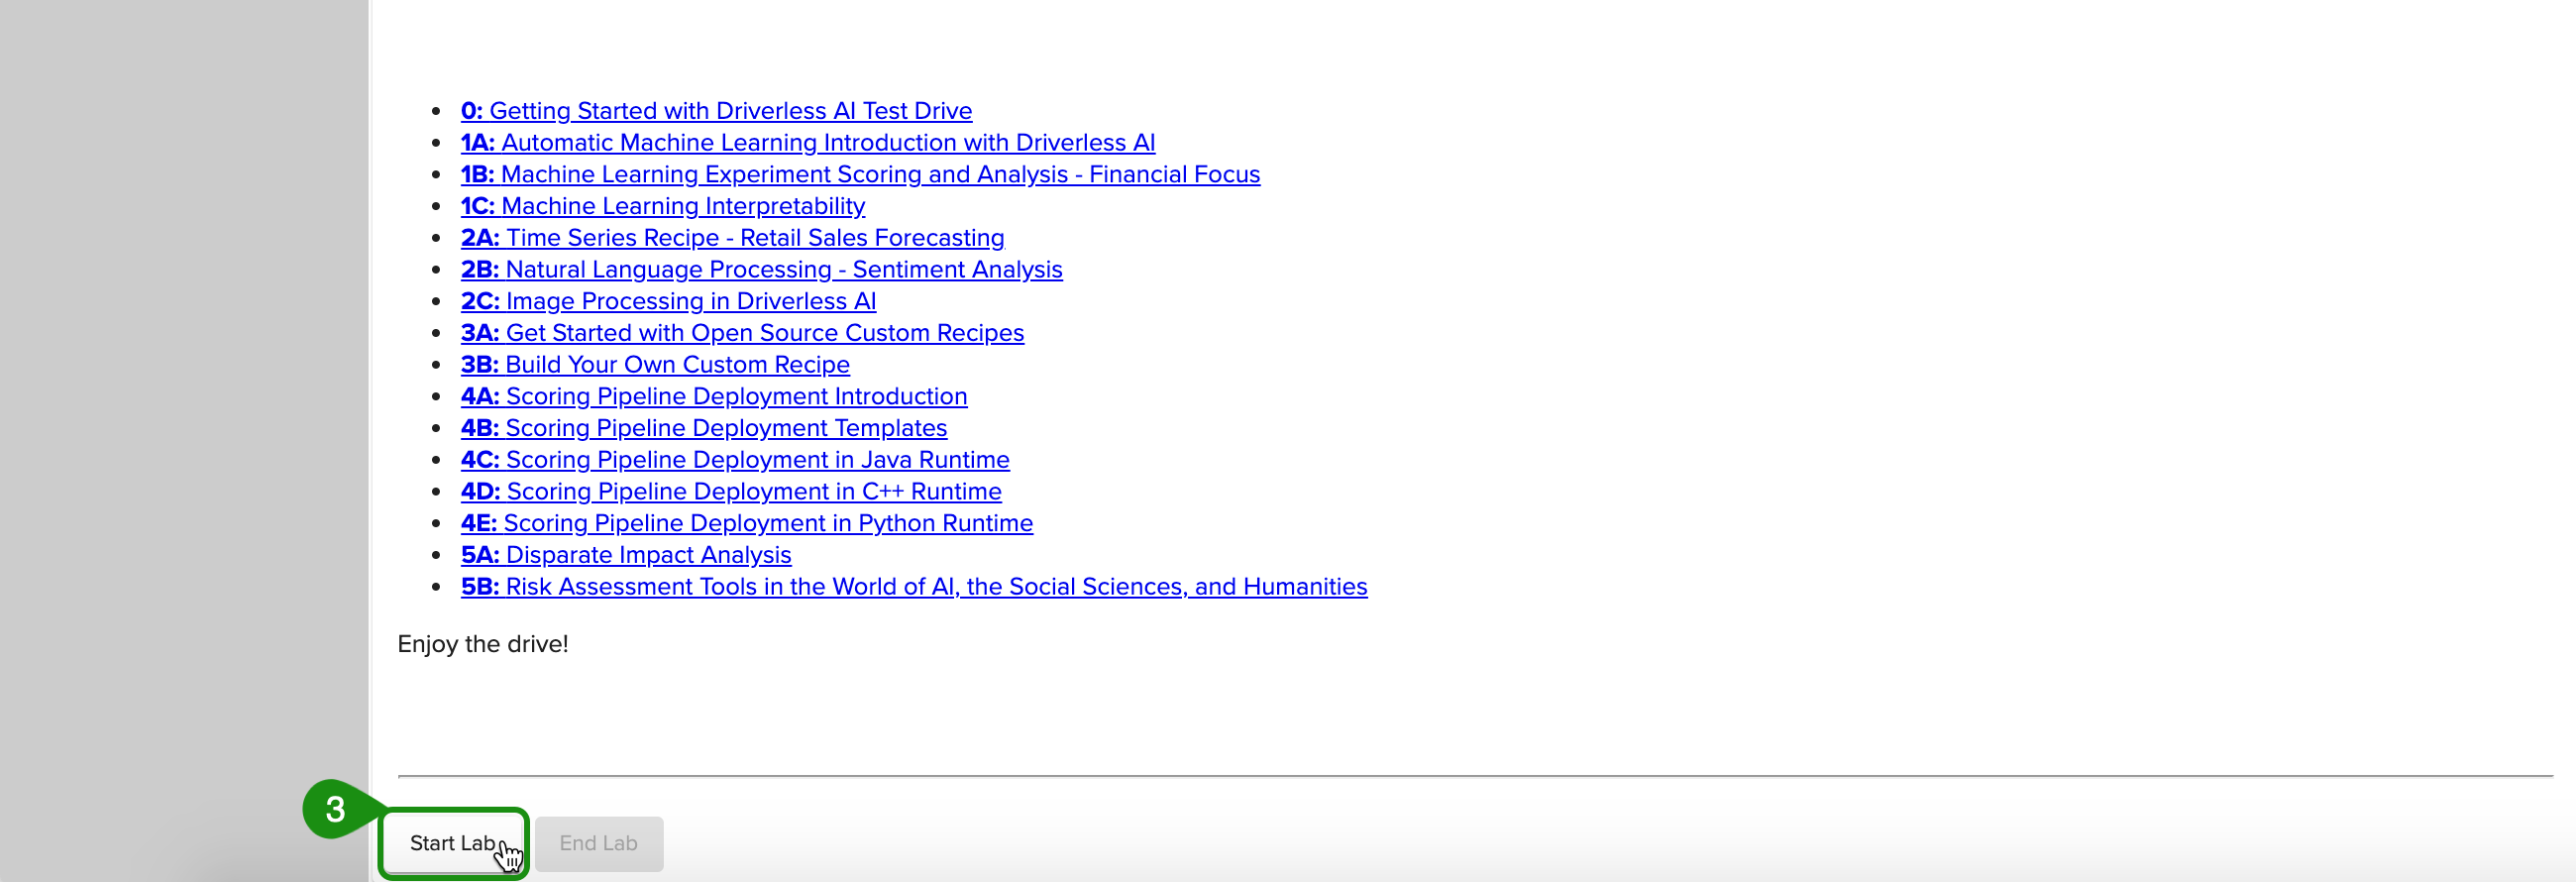 0: Getting Started with Driverless AI Test Drive
1A: Automatic Machine Learning Introduction with Driverless AI
1B: Machine Learning Experiment Scoring and Analysis - Financial Focus
1C: Machine Learning Interpretability
2A: Time Series Recipe - Retail Sales Forecasting
2B: Natural Language Processing - Sentiment Analysis
2C: Image Processing in Driverless AI
3A: Get Started with Open Source Custom Recipes
3B: Build Your Own Custom Recipe
4A: Scoring Pipeline Deployment Introduction
4B: Scoring Pipeline Deployment Templates
4C: Scoring Pipeline Deployment in Java Runtime
4D: Scoring Pipeline Deployment in C++ Runtime
4E: Scoring Pipeline Deployment in Python Runtime
5A: Disparate Impact Analysis
5B: Risk Assessment Tools in the World of AI, the Social Sciences, and Humanities
Enjoy the drive!
3
Start Lab End Lab